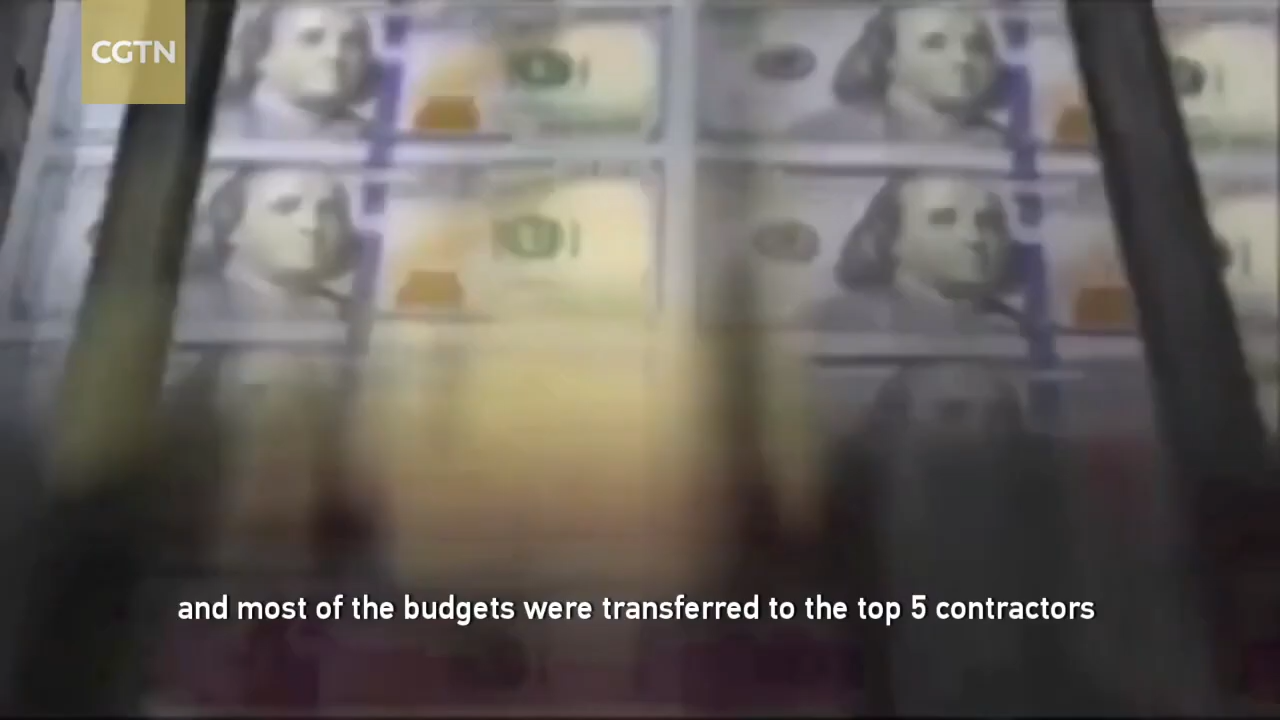 CGTN
and most of the budgets were transferred to the top 5 contractors